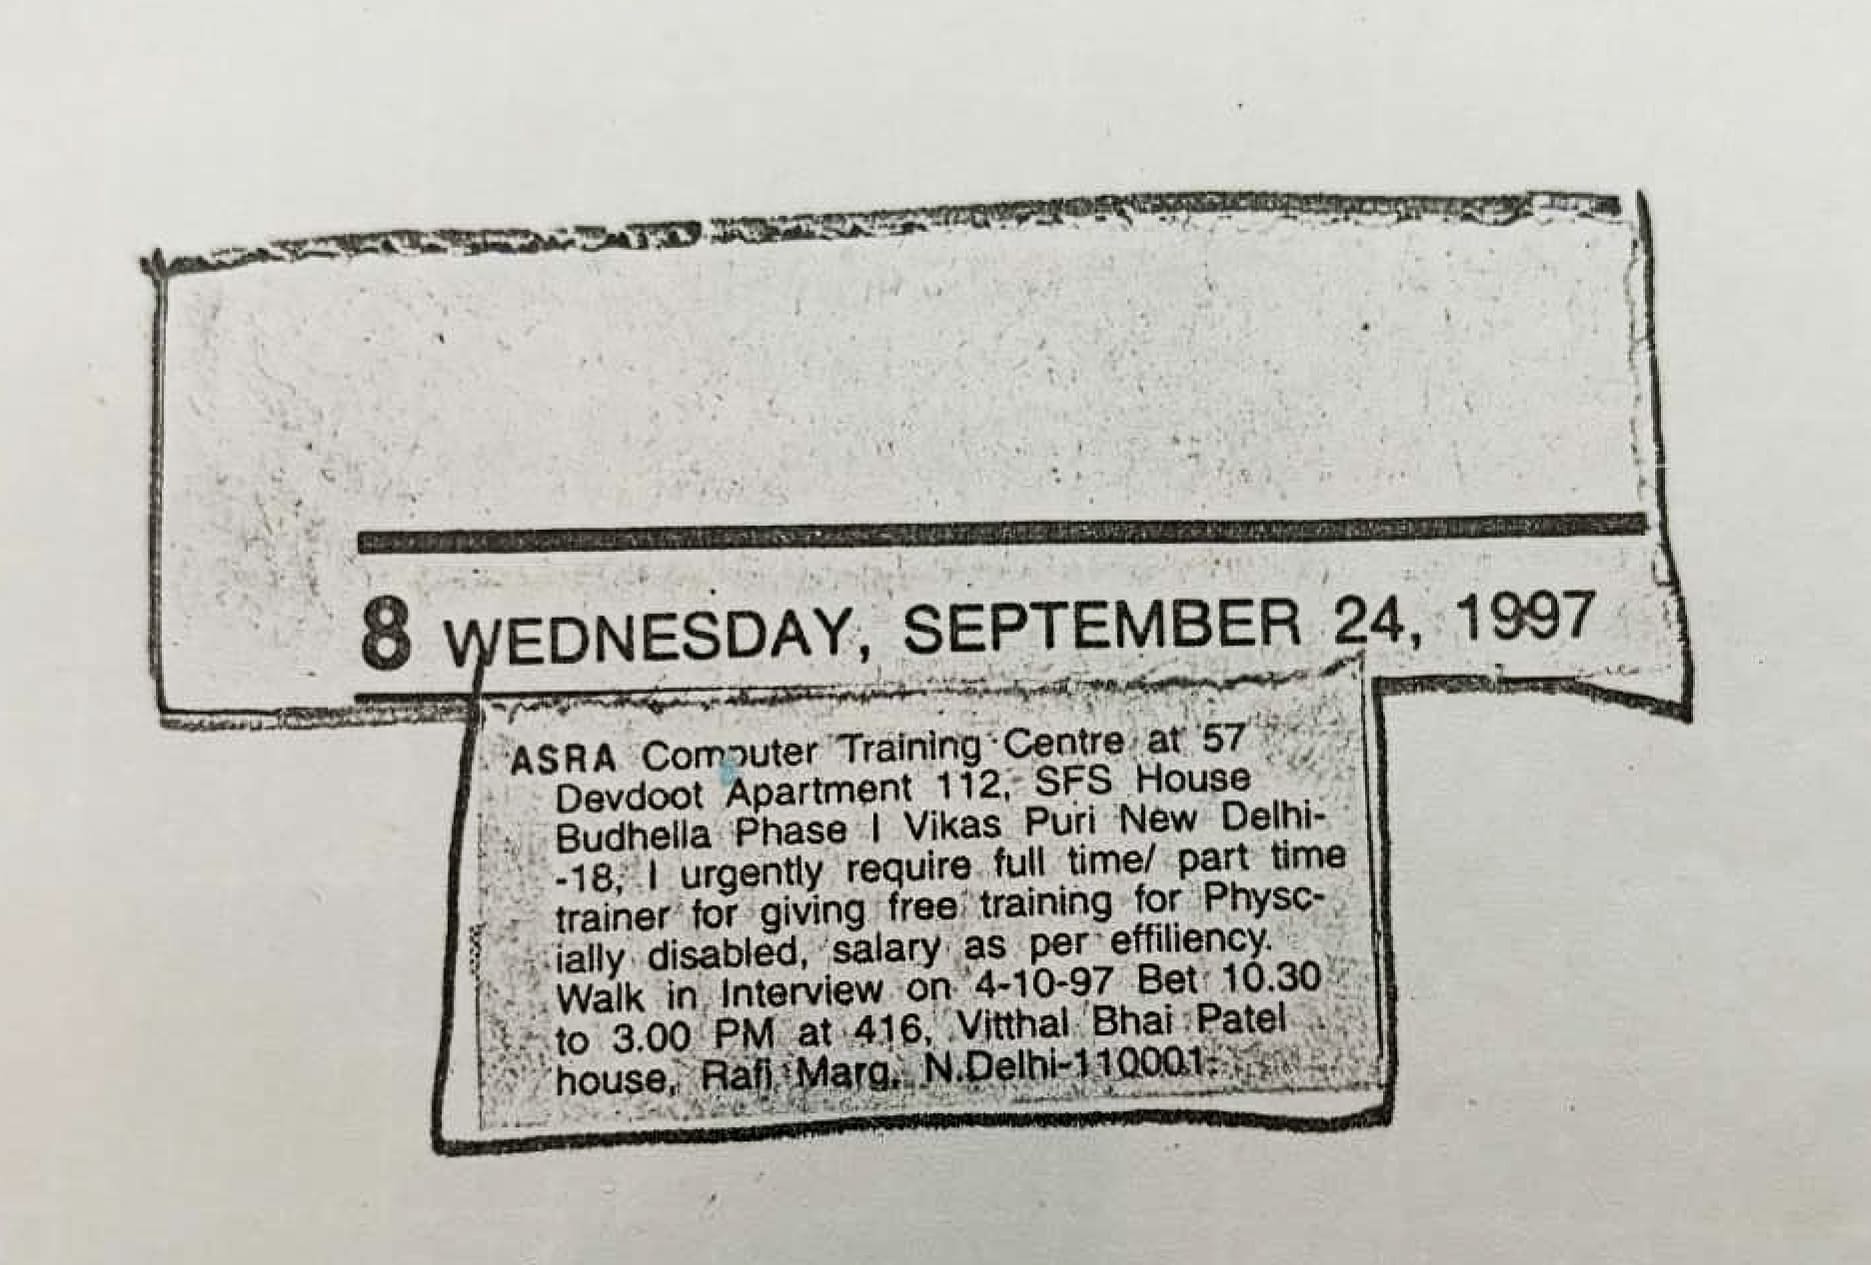 8 WEDNESDAY, SEPTEMBER 24, 1997
ASRA Computer Training Centre at 57
Devdoot Apartment 112, SFS House
Budhella Phase I Vikas Puri New Delhi-
-18, I urgently require full time/ part time
trainer for giving free training for Physc-
ially disabled, salary as per effiliency.
Walk in Interview on 4-10-97 Bet 10.30
to 3.00 PM at 416, Vitthal Bhai Patel
house, Rafi Marg, N.Delhi-110001.